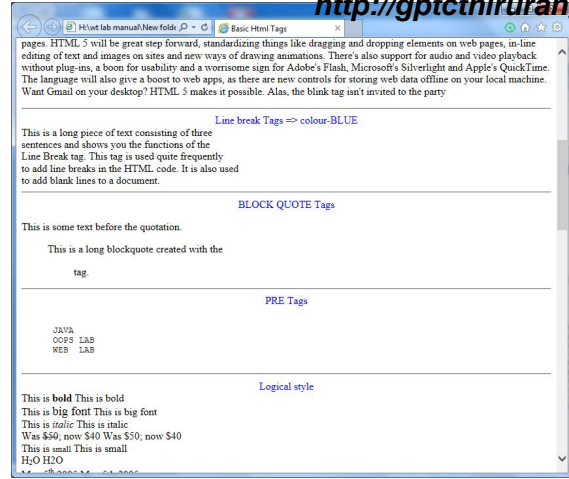 http://gptcthiruran
H:\wt lab manual\New folde
Basic Html Tags
pages. HTML 5 will be great step forward, standardizing things like dragging and dropping elements on web pages, in-line
editing of text and images on sites and new ways of drawing animations. There's also support for audio and video playback
without plug-ins, a boon for usability and a worrisome sign for Adobe's Flash, Microsoft's Silverlight and Apple's QuickTime.
The language will also give a boost to web apps, as there are new controls for storing web data offline on your local machine.
Want Gmail on your desktop? HTML 5 makes it possible. Alas, the blink tag isn't invited to the party
Line break Tags => colour-BLUE
This is a long piece of text consisting of three
sentences and shows you the functions of the
Line Break tag. This tag is used quite frequently
to add line breaks in the HTML code. It is also used
to add blank lines to a document.
BLOCK QUOTE Tags
This is some text before the quotation.
This is a long blockquote created with the
tag.
PRE Tags
JAVA
OOPS LAB
WEB LAB
Logical style
This is bold This is bold
This is big font This is big font
This is italic This is italic
Was $50; now $40 Was $50; now $40
This is small This is small
H2O H2O